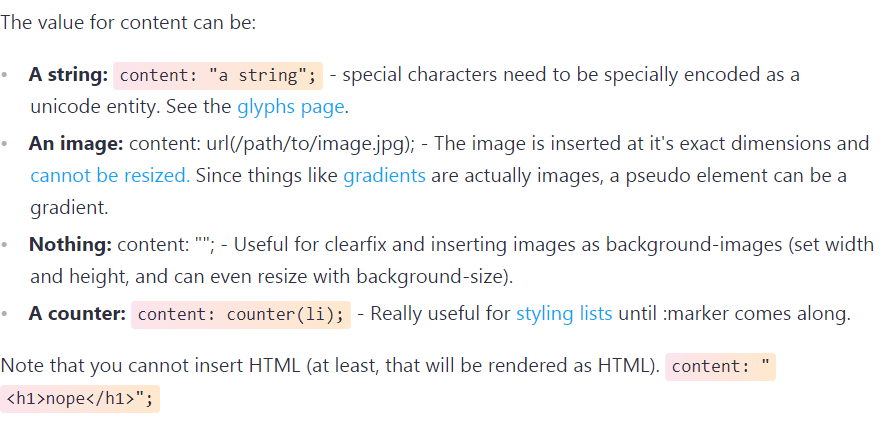 The value for content can be:
• A string: content: "a string"; - special characters need to be specially encoded as a
unicode entity. See the glyphs page.
• An image: content: url(/path/to/image.jpg); - The image is inserted at it's exact dimensions and
cannot be resized. Since things like gradients are actually images, a pseudo element can be a
gradient.
• Nothing: content: ""; - Useful for clearfix and inserting images as background-images (set width
and height, and can even resize with background-size).
• A counter: content: counter(li); - Really useful for styling lists until :marker comes along.
Note that you cannot insert HTML (at least, that will be rendered as HTML). content: "
<h1>nope</h1>";